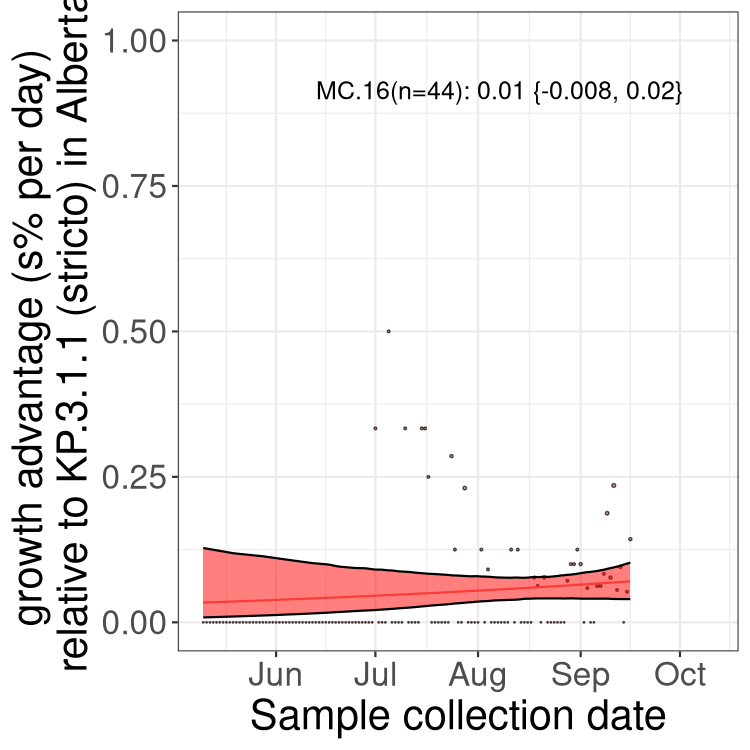 growth advantage (s% per day)
relative to KP.3.1.1 (stricto) in Alberta
1.00
0.75
0.50
0.25
0.00
MC.16(n=44): 0.01 {-0.008, 0.02}
Jun Jul Aug Sep Oct
Sample collection date